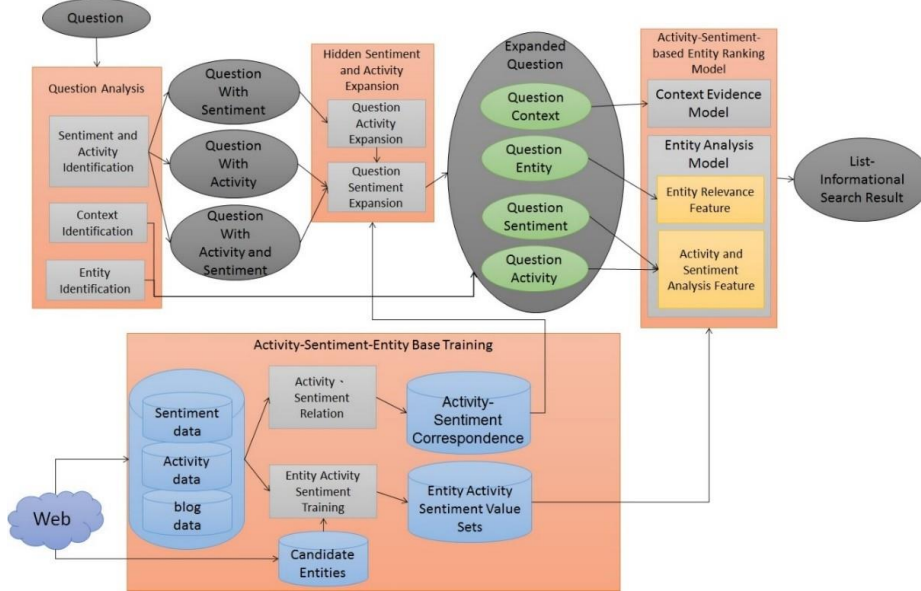 Question
Question Analysis
Sentiment and
Activity
Identification
Context
Identification
Entity
Identification
Question
With
Sentiment
Question
With
Activity
Question
With
Activity and
Sentiment
Hidden Sentiment
and Activity
Expansion
Question
Activity
Expansion
Question
Sentiment
Expansion
Expanded
Question
Question
Context
Question
Entity
Question
Sentiment
Question
Activity
Activity-Sentiment-
based Entity Ranking
Model
Context Evidence
Model
Entity Analysis
Model
Entity Relevance
Feature
Activity and
Sentiment
Analysis Feature
List-
Informational
Search Result
Activity-Sentiment-Entity Base Training
Sentiment
data
Activity
data
blog
data
Activity、
Sentiment
Relation
Entity Activity
Sentiment
Training
Activity-
Sentiment
Correspondence
Entity Activity
Sentiment Value
Sets
Candidate
Entities
Web